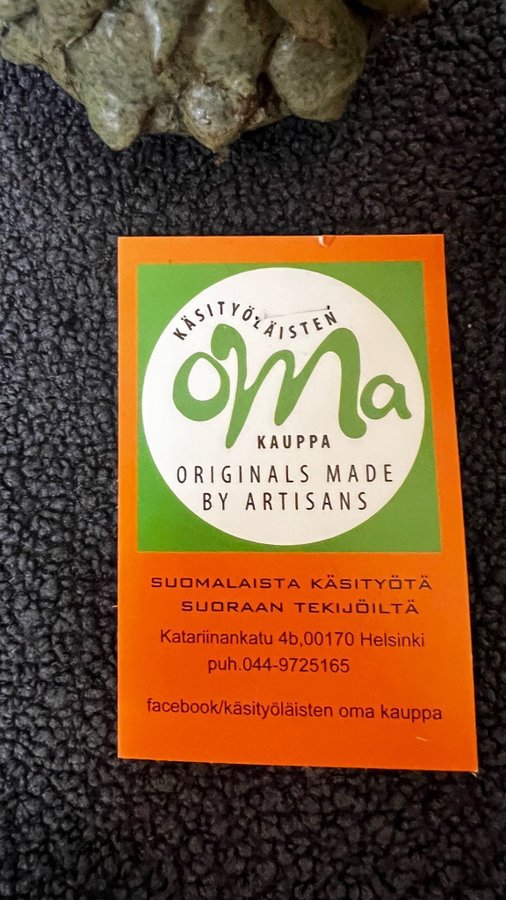 KÄSITYÖLÄISTEN
oma
KAUPPA
ORIGINALS MADE
BY ARTISANS
SUOMALAISTA KÄSITYÖTÄ
SUORAAN TEKIJÖILTÄ
Katariinankatu 4b,00170 Helsinki
puh.044-9725165
facebook/käsityöläisten oma kauppa